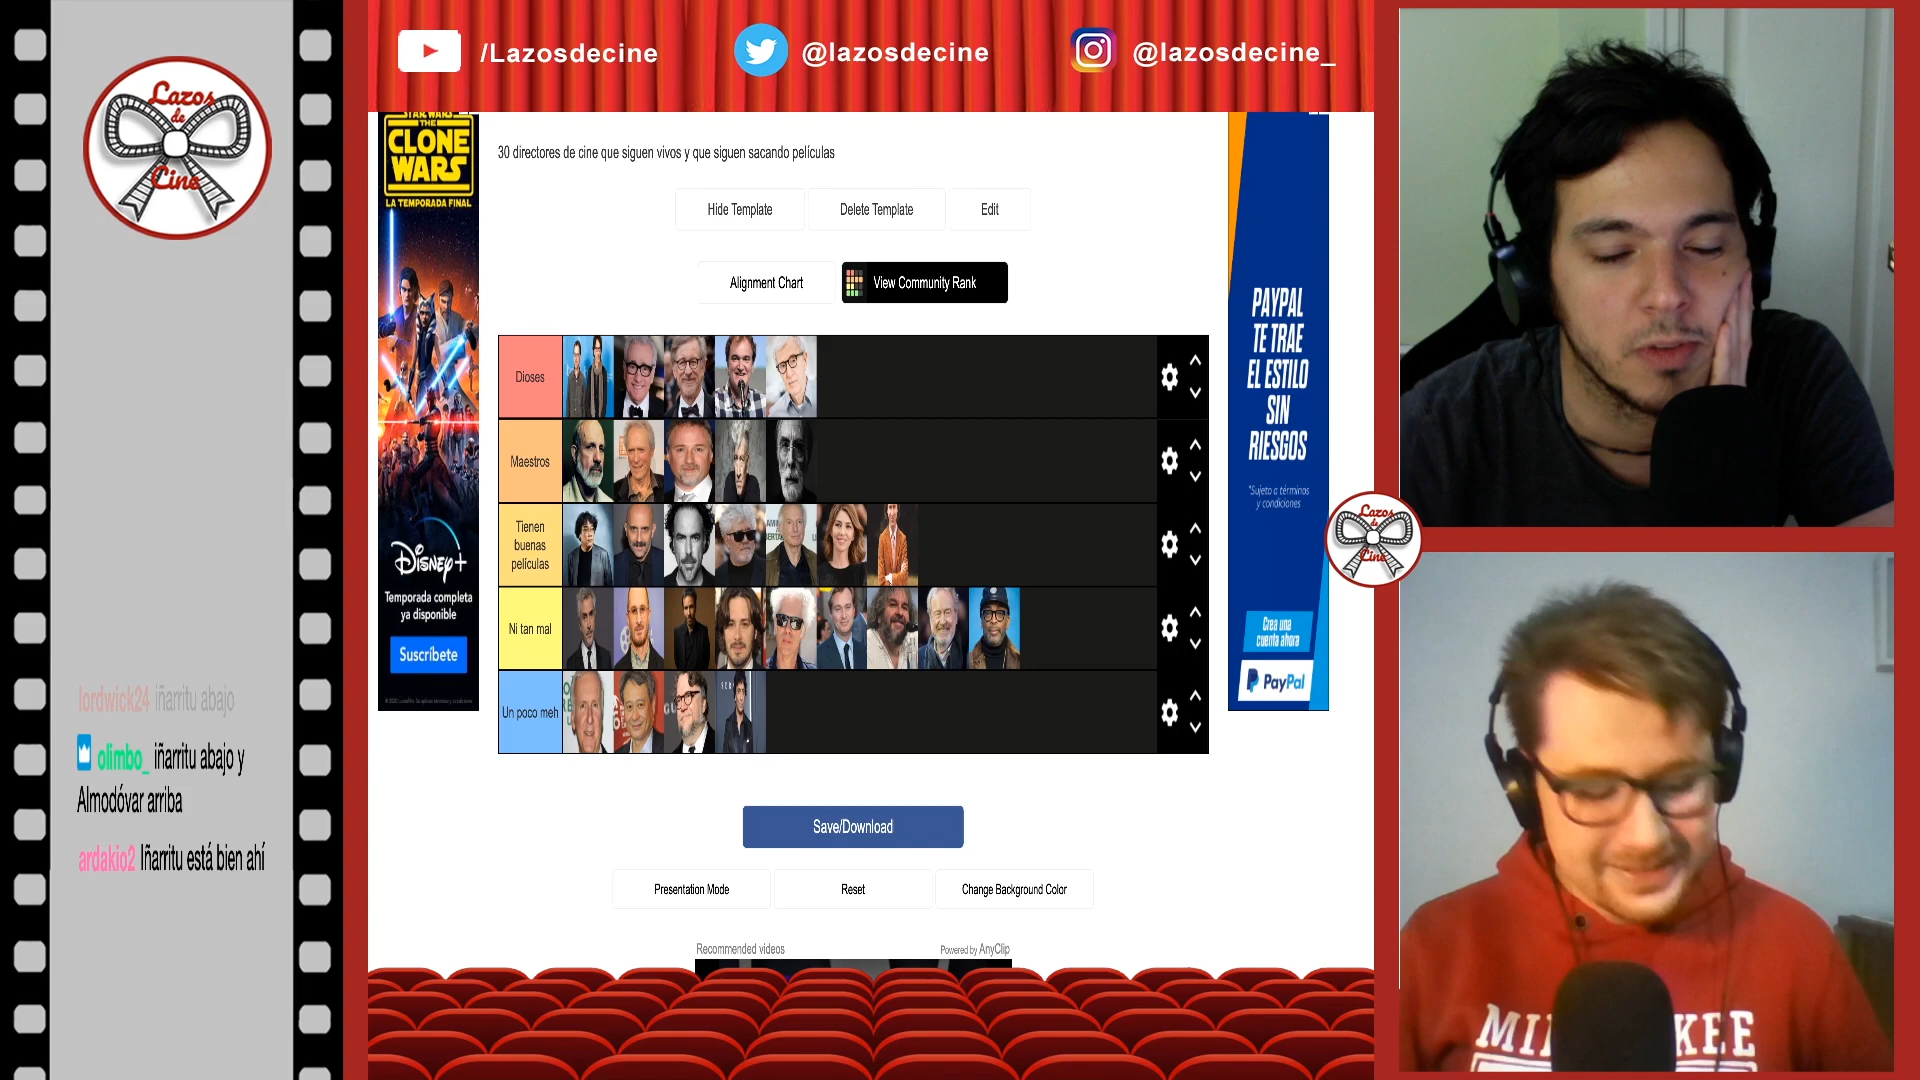 Lazos
de
Cine
/Lazosdecine
@lazosdecine
@lazosdecine_
STAR WARS
THE
CLONE
WARS
LA TEMPORADA FINAL
30 directores de cine que siguen vivos y que siguen sacando películas
Hide Template
Delete Template
Edit
Alignment Chart
View Community Rank
Dioses
Maestros
Tienen
buenas
películas
Ni tan mal
Un poco meh
DISNEY+
Temporada completa
ya disponible
Suscríbete
PAYPAL
TE TRAE
EL ESTILO
SIN
RIESGOS
*Sujeto a términos
y condiciones
Crea una
cuenta ahora
PayPal
Lazos
de
Cine
lordwick24 iñarritu abajo
olimbo_ iñarritu abajo y
Almodóvar arriba
ardakio2 Iñarritu está bien ahí
Save/Download
Presentation Mode
Reset
Change Background Color
Recommended videos
Powered by AnyClip